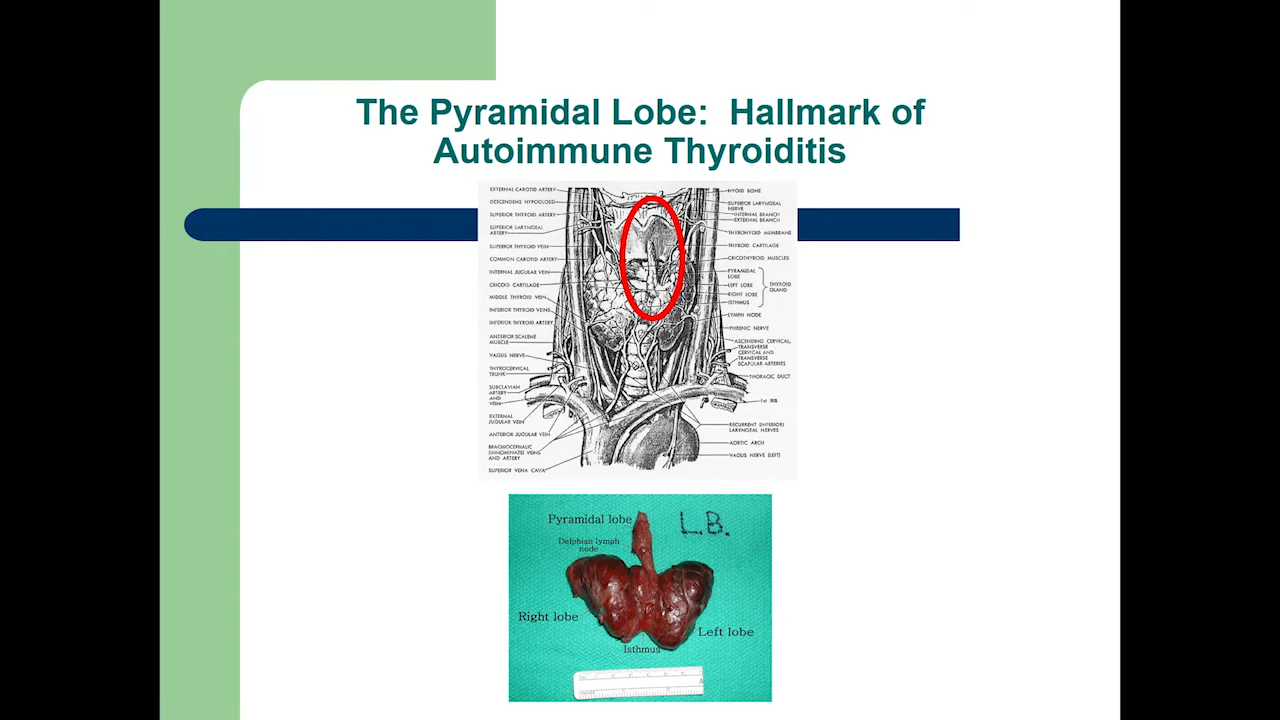 The Pyramidal Lobe: Hallmark of
Autoimmune Thyroiditis
EXTERNAL CAROTID ARTERY
DESCENDENS HYPOGLOSSI
SUPERIOR THYROID ARTERY
SUPERIOR LARYNGEAL
ARTERY
SUPERIOR THYROID VEIN
COMMON CAROTID ARTERY
INTERNAL JUGULAR VEIN
CRICOID CARTILAGE
MIDDLE THYROID VEIN
INFERIOR THYROID VEINS
INFERIOR THYROID ARTERY
ANTERIOR SCALENE
MUSCLE
VAGUS NERVE
THYROCERVICAL
TRUNK
SUBCLAVIAN
ARTERY
AND
VEIN
EXTERNAL
JUGULAR VEIN
ANTERIOR JUGULAR VEIN
BRACHIOCEPHALIC
(INNOMINATE) VEINS
AND ARTERY
SUPERIOR VENA CAVA
HYOID BONE
SUPERIOR LARYNGEAL
NERVE
INTERNAL BRANCH
EXTERNAL BRANCH
THYROHYOID MEMBRANE
THYROID CARTILAGE
CRICOTHYROID MUSCLES
PYRAMIDAL
LOBE
LEFT LOBE
RIGHT LOBE
ISTHMUS
THYROID
GLAND
LYMPH NODE
PHRENIC NERVE
ASCENDING CERVICAL,
TRANSVERSE
CERVICAL AND
TRANSVERSE
SCAPULAR ARTERIES
THORACIC DUCT
1st RIB
RECURRENT (INFERIOR)
LARYNGEAL NERVES
AORTIC ARCH
VAGUS NERVE (LEFT)
Pyramidal lobe
L.B.
Delphian lymph
node
Right lobe
Left lobe
Isthmus